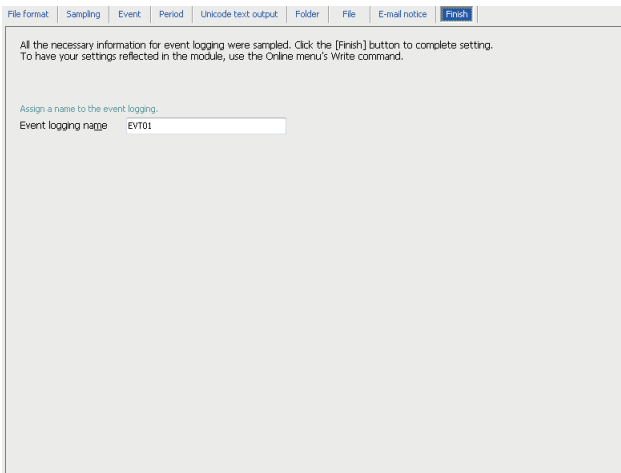 File format Sampling Event Period Unicode text output Folder File E-mail notice Finish
All the necessary information for event logging were sampled. Click the [Finish] button to complete setting.
To have your settings reflected in the module, use the Online menu's Write command.
Assign a name to the event logging.
Event logging name EVT01